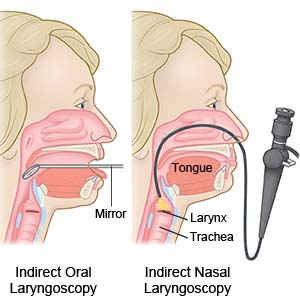 Mirror
Tongue
Larynx
Trachea
Indirect Oral
Laryngoscopy
Indirect Nasal
Laryngoscopy